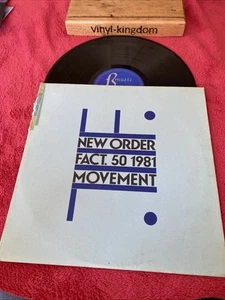 vinyl-kingdom
NEW ORDER
FACT. 50 1981
MOVEMENT